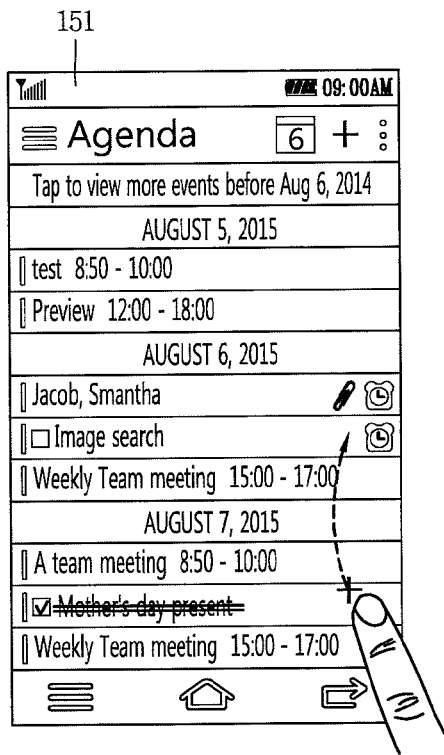 151
09:00AM
Agenda 6
Tap to view more events before Aug 6, 2014
AUGUST 5, 2015
test 8:50 - 10:00
Preview 12:00 - 18:00
AUGUST 6, 2015
Jacob, Smantha
Image search
Weekly Team meeting 15:00 - 17:00
AUGUST 7, 2015
A team meeting 8:50 - 10:00
Mother's day present
Weekly Team meeting 15:00 - 17:00